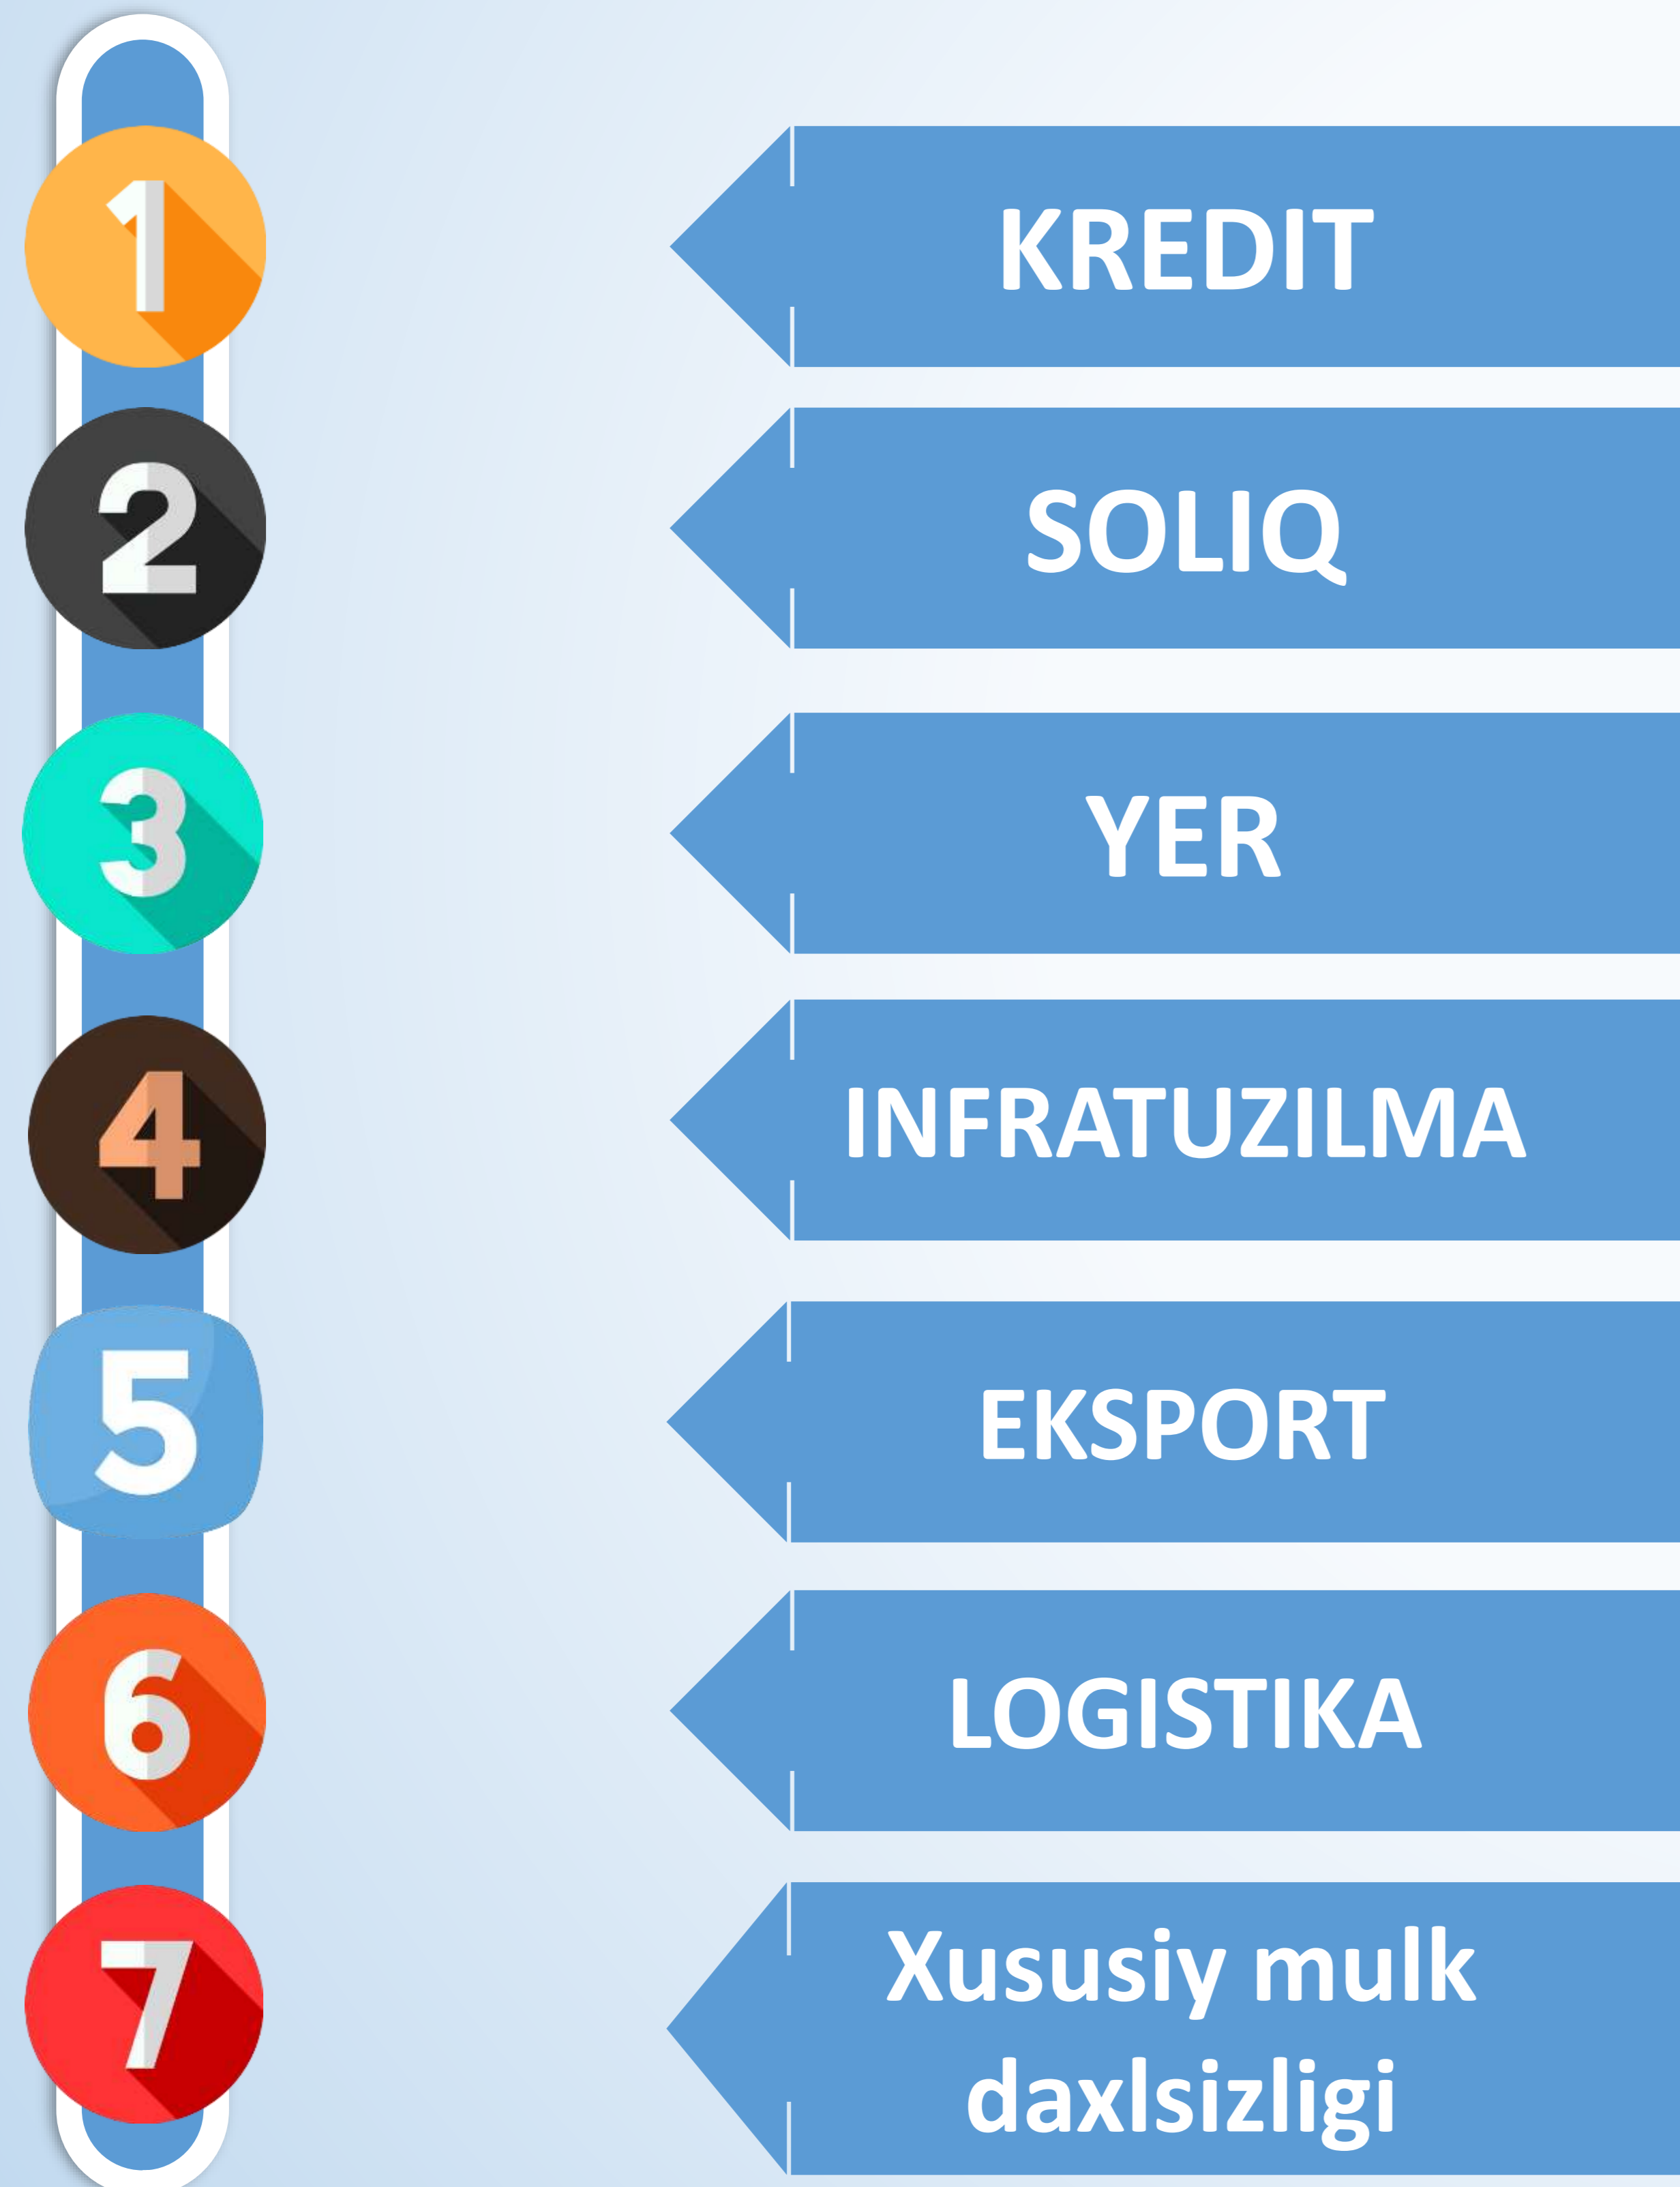 1
KREDIT
2
SOLIQ
3
YER
4
INFRATUZILMA
5
EKSPORT
6
LOGISTIKA
7
Xususiy mulk
daxlsizligi